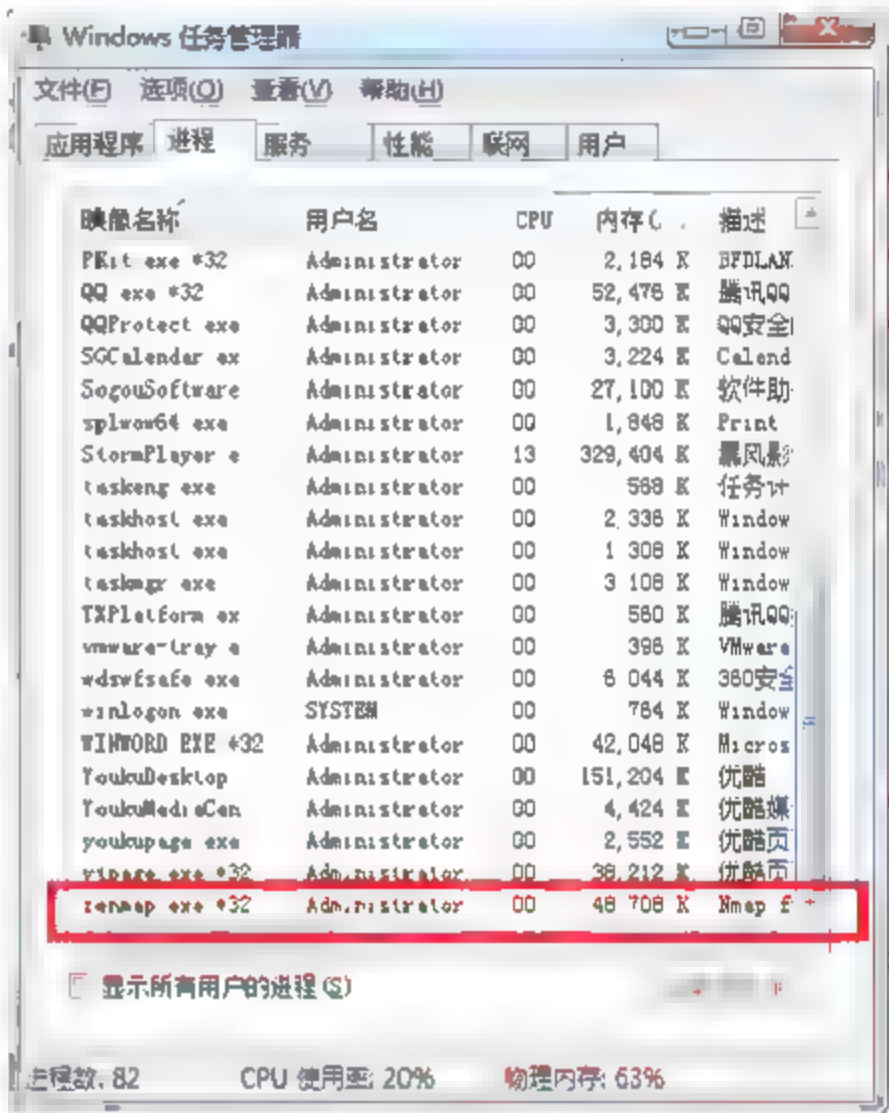 Windows 任务管理器
文件(F) 选项(O) 查看(V) 帮助(H)
应用程序 进程 服务 性能 联网 用户
映像名称 用户名 CPU 内存( 描述
PKit exe *32 Administrator 00 2,184 K BFDLAN
QQ exe *32 Administrator 00 52,476 K 腾讯QQ
QQProtect exe Administrator 00 3,300 K QQ安全
SGCalendar ex Administrator 00 3,224 K Calend
SogouSoftware Administrator 00 27,100 K 软件助
splwow64 exe Administrator 00 1,848 K Print
StormPlayer e Administrator 13 329,404 K 暴风影
taskeng exe Administrator 00 568 K 任务计
taskhost exe Administrator 00 2 336 K Window
taskhost exe Administrator 00 1 308 K Window
taskmgr exe Administrator 00 3 108 K Window
TXPlatform ex Administrator 00 560 K 腾讯QQ
vmware-tray e Administrator 00 396 K VMware
wdswfsafe exe Administrator 00 6 044 K 360安全
winlogon exe SYSTEM 00 764 K Window
WINWORD EXE *32 Administrator 00 42,048 K Micros
YoukuDesktop Administrator 00 151,204 K 优酷
YoukuMediaCen Administrator 00 4,424 K 优酷媒
youkupage exe Administrator 00 2,552 K 优酷页
exe *32 Administrator 00 38,212 K 优酷页
zenmap exe *32 Administrator 00 48 708 K Nmap f
显示所有用户的进程(S)
进程数: 82 CPU 使用率: 20% 物理内存: 63%